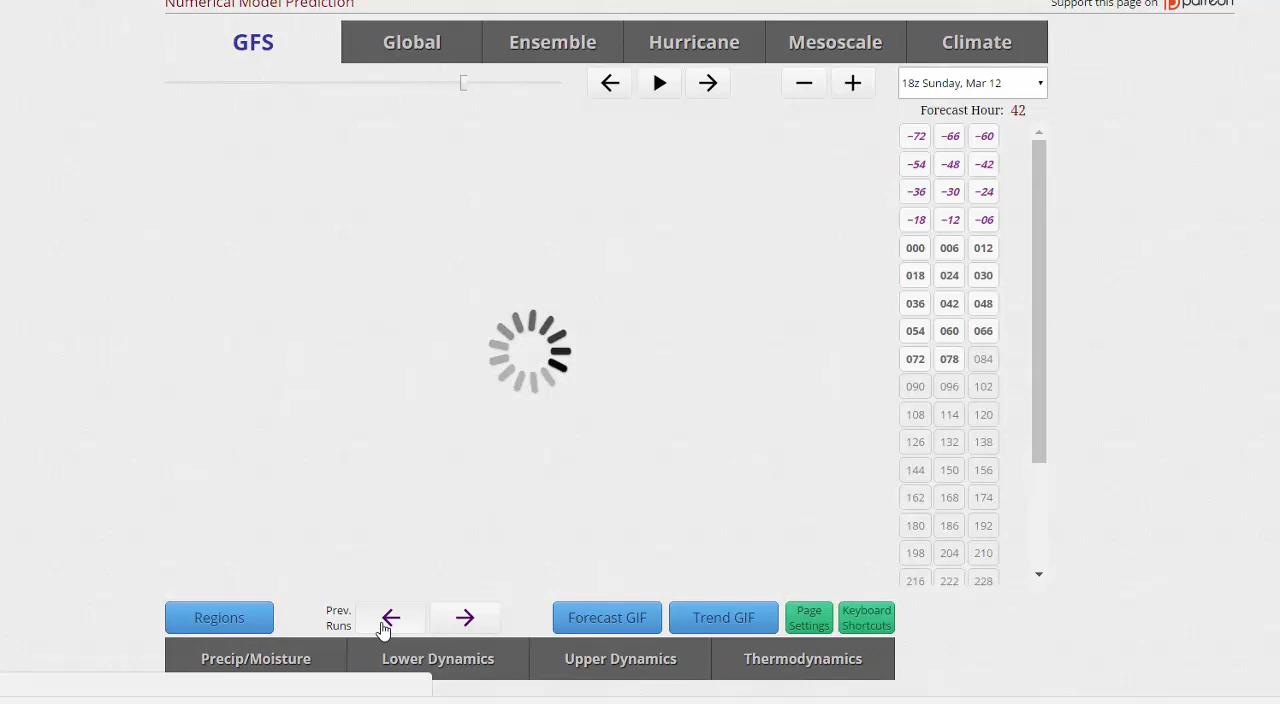 Numerical Model Prediction
Support this page on patreon
GFS Global Ensemble Hurricane Mesoscale Climate
18z Sunday, Mar 12
Forecast Hour: 42
-72 -66 -60
-54 -48 -42
-36 -30 -24
-18 -12 -06
000 006 012
018 024 030
036 042 048
054 060 066
072 078 084
090 096 102
108 114 120
126 132 138
144 150 156
162 168 174
180 186 192
198 204 210
216 222 228
Regions
Prev.
Runs
Forecast GIF
Trend GIF
Page
Settings
Keyboard
Shortcuts
Precip/Moisture Lower Dynamics Upper Dynamics Thermodynamics